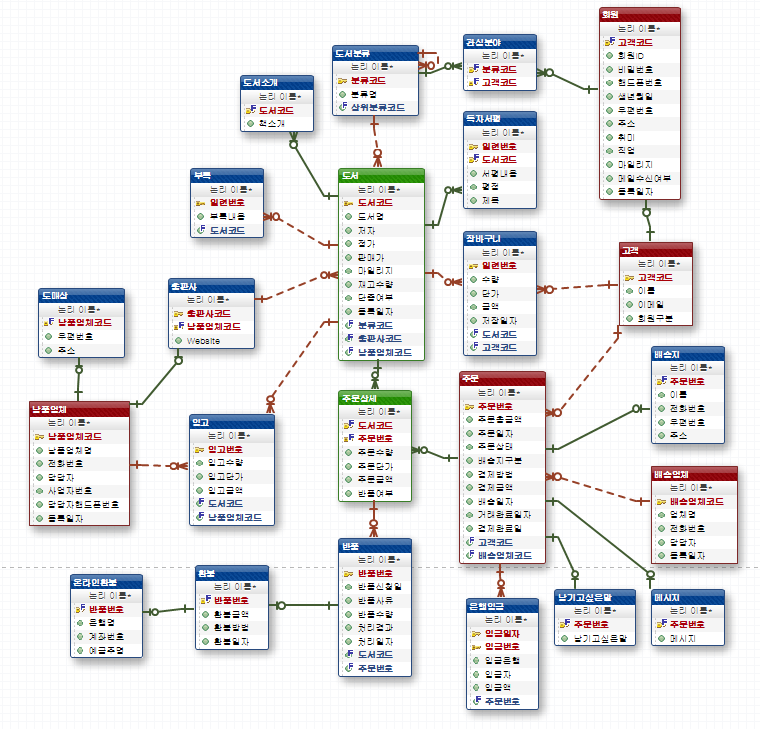 회원
논리 이름*
고객코드
회원ID
비밀번호
핸드폰번호
생년월일
우편번호
주소
취미
직업
마일리지
메일수신여부
등록일자
관심분야
논리 이름*
분류코드
고객코드
도서분류
논리 이름*
분류코드
분류명
상위분류코드
도서소개
논리 이름*
도서코드
책소개
독자서평
논리 이름*
일련번호
도서코드
서평내용
평점
제목
부록
논리 이름*
일련번호
부록내용
도서코드
도서
논리 이름*
도서코드
도서명
저자
정가
판매가
마일리지
재고수량
단종여부
등록일자
분류코드
출판사코드
납품업체코드
장바구니
논리 이름*
일련번호
수량
단가
금액
저장일자
도서코드
고객코드
고객
논리 이름*
고객코드
이름
이메일
회원구분
출판사
논리 이름*
출판사코드
납품업체코드
Website
도매상
논리 이름*
납품업체코드
우편번호
주소
배송지
논리 이름*
주문번호
이름
전화번호
우편번호
주소
주문
논리 이름*
주문번호
주문총금액
주문일자
주문상태
배송지구분
결제방법
결제금액
배송일자
거래완료일자
결제완료일
고객코드
배송업체코드
주문상세
논리 이름*
도서코드
주문번호
주문수량
주문단가
주문금액
반품여부
납품업체
논리 이름*
납품업체코드
납품업체명
전화번호
담당자
사업자번호
담당자핸드폰번호
등록일자
입고
논리 이름*
입고번호
입고수량
입고단가
입고금액
도서코드
납품업체코드
배송업체
논리 이름*
배송업체코드
업체명
전화번호
담당자
등록일자
반품
논리 이름*
반품번호
반품신청일
반품사유
반품수량
처리결과
처리일자
도서코드
주문번호
환불
논리 이름*
반품번호
환불금액
환불방법
환불일자
온라인환불
논리 이름*
반품번호
은행명
계좌번호
예금주명
은행입금
논리 이름*
입금일자
입금번호
입금은행
입금자
입금액
주문번호
남기고싶은말
논리 이름*
주문번호
남기고싶은말
메시지
논리 이름*
주문번호
메시지